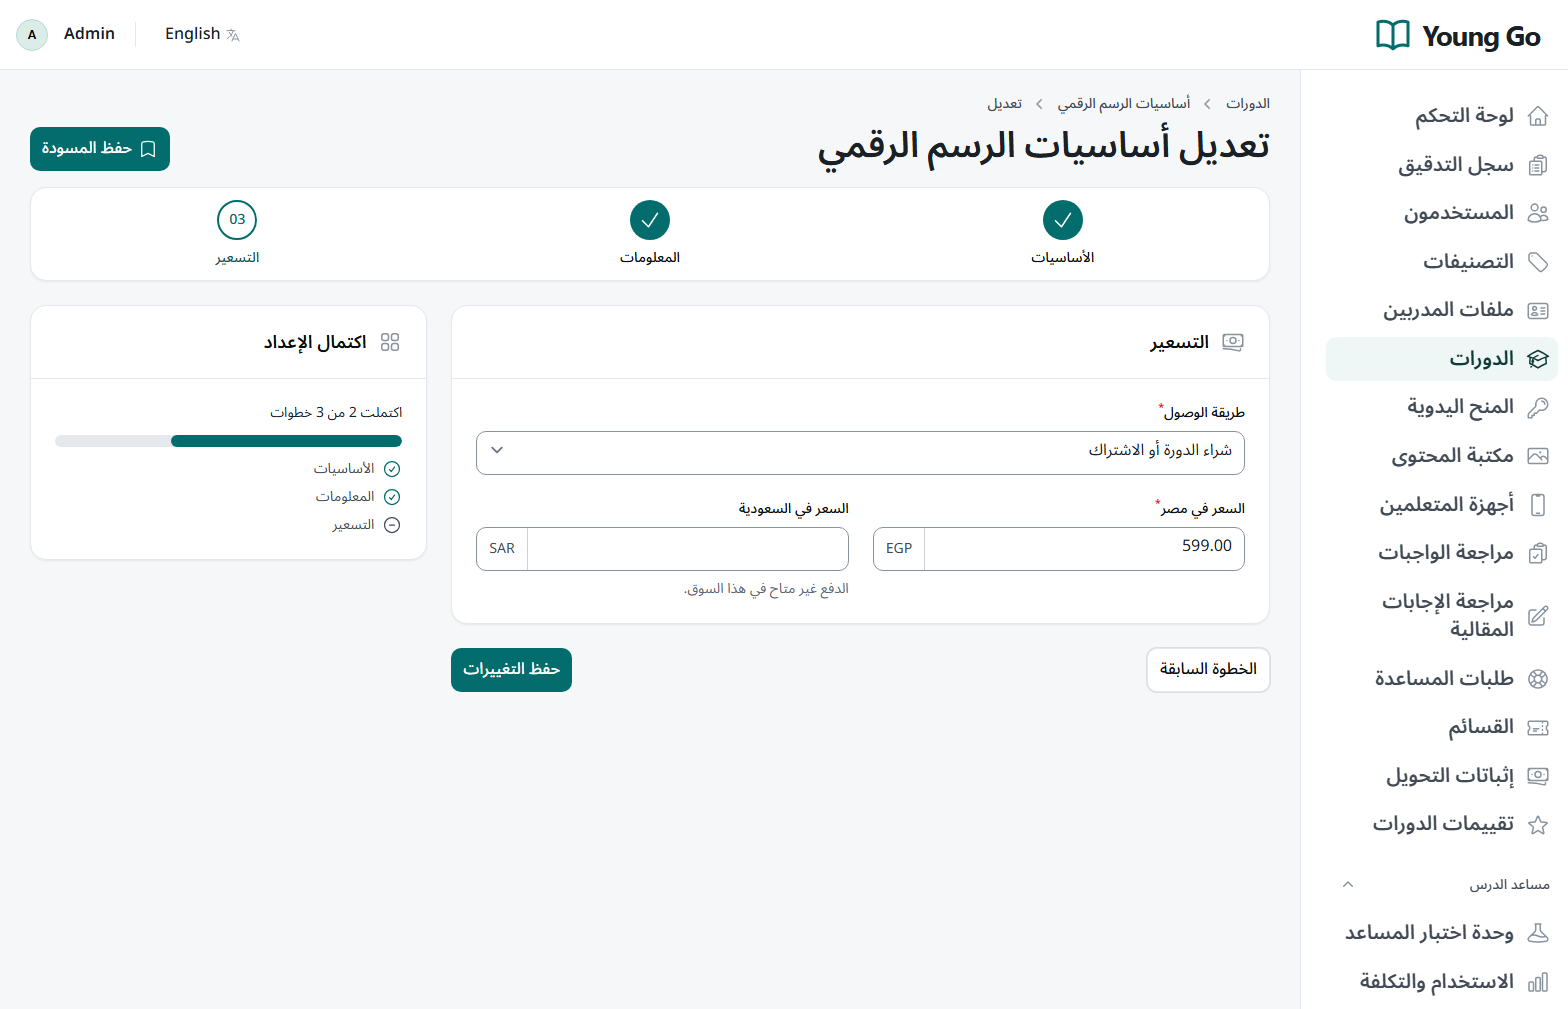 Young Go
English
Admin
A
لوحة التحكم
سجل التدقيق
المستخدمون
التصنيفات
ملفات المدربين
الدورات
المنح اليدوية
مكتبة المحتوى
أجهزة المتعلمين
مراجعة الواجبات
مراجعة الإجابات
المقالية
طلبات المساعدة
القسائم
إثباتات التحويل
تقييمات الدورات
مساعد الدرس
وحدة اختبار المساعد
الاستخدام والتكلفة
الدورات
أساسيات الرسم الرقمي
تعديل
تعديل أساسيات الرسم الرقمي
حفظ المسودة
الأساسيات
المعلومات
03
التسعير
التسعير
طريقة الوصول*
شراء الدورة أو الاشتراك
السعر في مصر*
599.00
EGP
السعر في السعودية
SAR
الدفع غير متاح في هذا السوق.
الخطوة السابقة
حفظ التغييرات
اكتمال الإعداد
اكتملت 2 من 3 خطوات
الأساسيات
المعلومات
التسعير